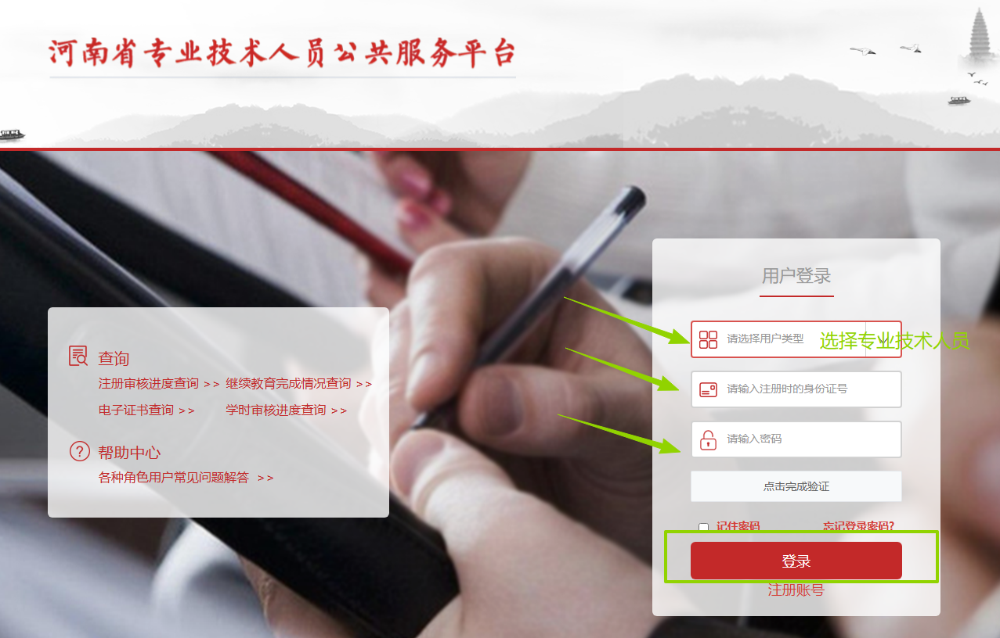 河南省专业技术人员公共服务平台
用户登录
请选择用户类型
选择专业技术人员
请输入注册时的身份证号
请输入密码
点击完成验证
记住密码 忘记登录密码?
登录
注册账号
查询
注册审核进度查询 >> 继续教育完成情况查询 >>
电子证书查询 >> 学时审核进度查询 >>
帮助中心
各种角色用户常见问题解答 >>